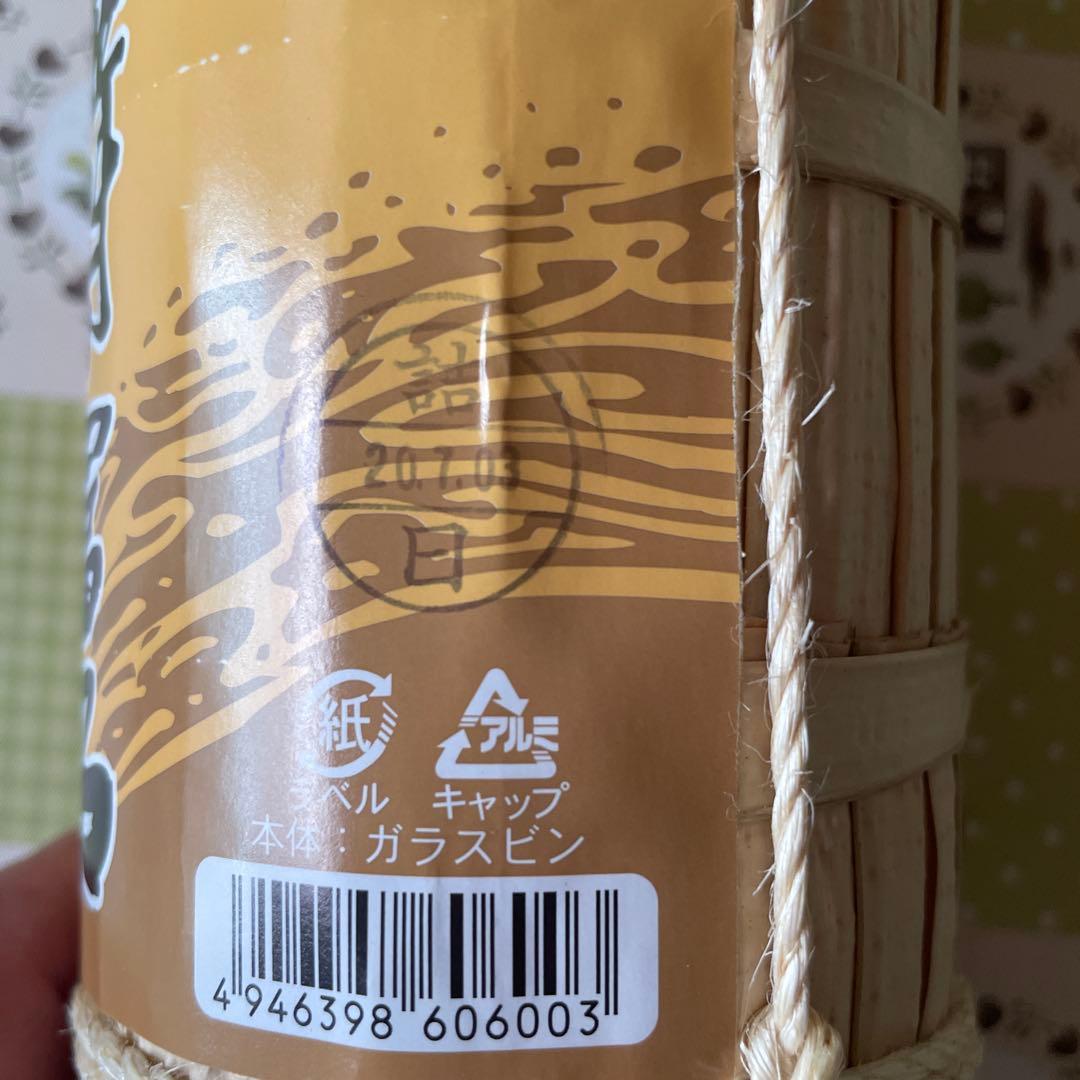 詰
20.7.03
日
紙
アルミ
ラベル
キャップ
本体：ガラスビン
4946398 606003